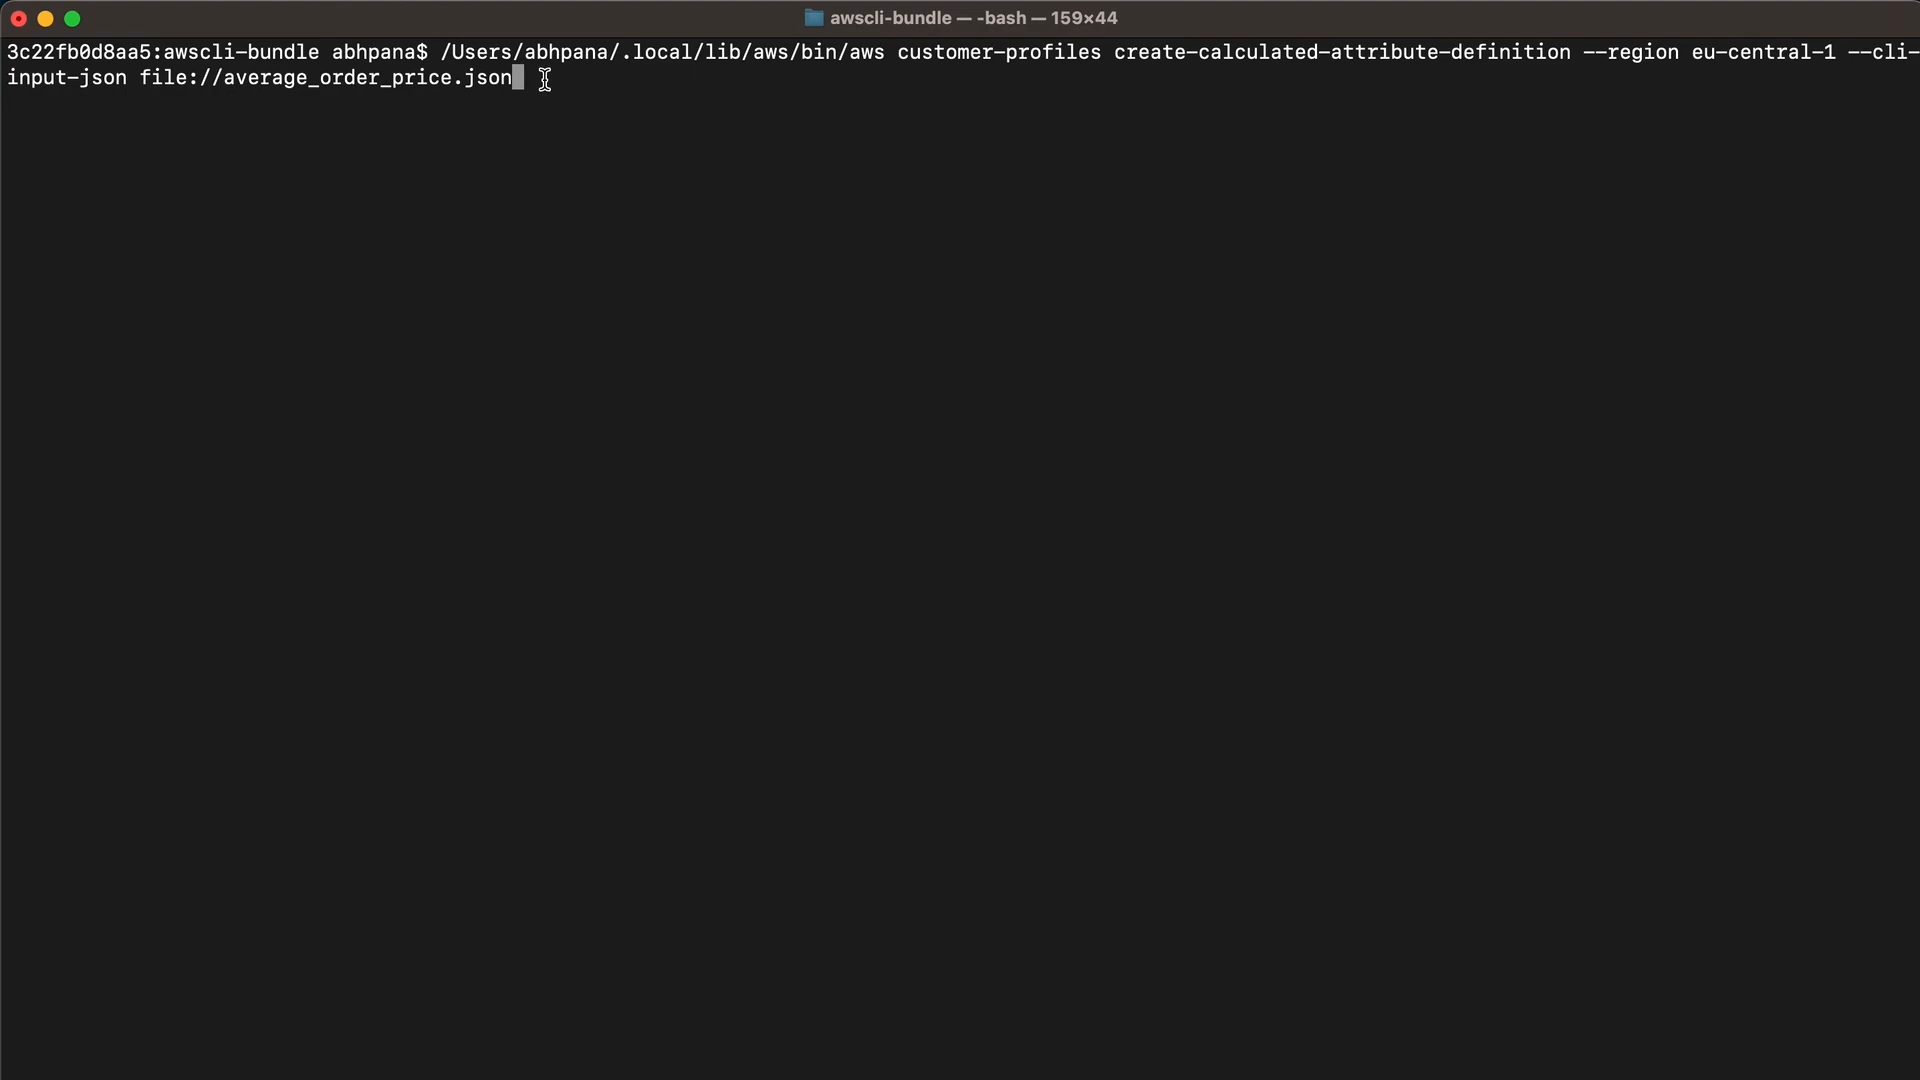 awscli-bundle — -bash — 159×44
3c22fb0d8aa5:awscli-bundle abhpana$ /Users/abhpana/.local/lib/aws/bin/aws customer-profiles create-calculated-attribute-definition --region eu-central-1 --cli-
input-json file://average_order_price.json